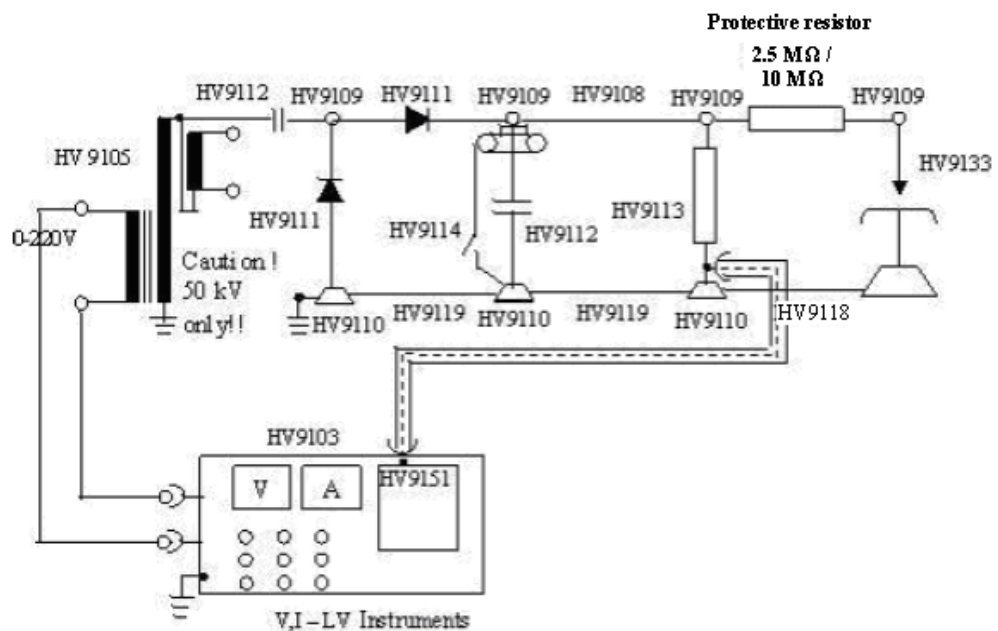 Protective resistor
2.5 MΩ /
10 MΩ
HV9112
HV9109
HV9111
HV9109
HV9108
HV9109
HV9109
HV 9105
HV9133
HV9111
HV9114
HV9112
HV9113
0-220V
Caution!
50 kV
only!!
HV9110
HV9119
HV9110
HV9119
HV9110
HV9118
HV9103
V
A
HV9151
V,I – LV Instruments